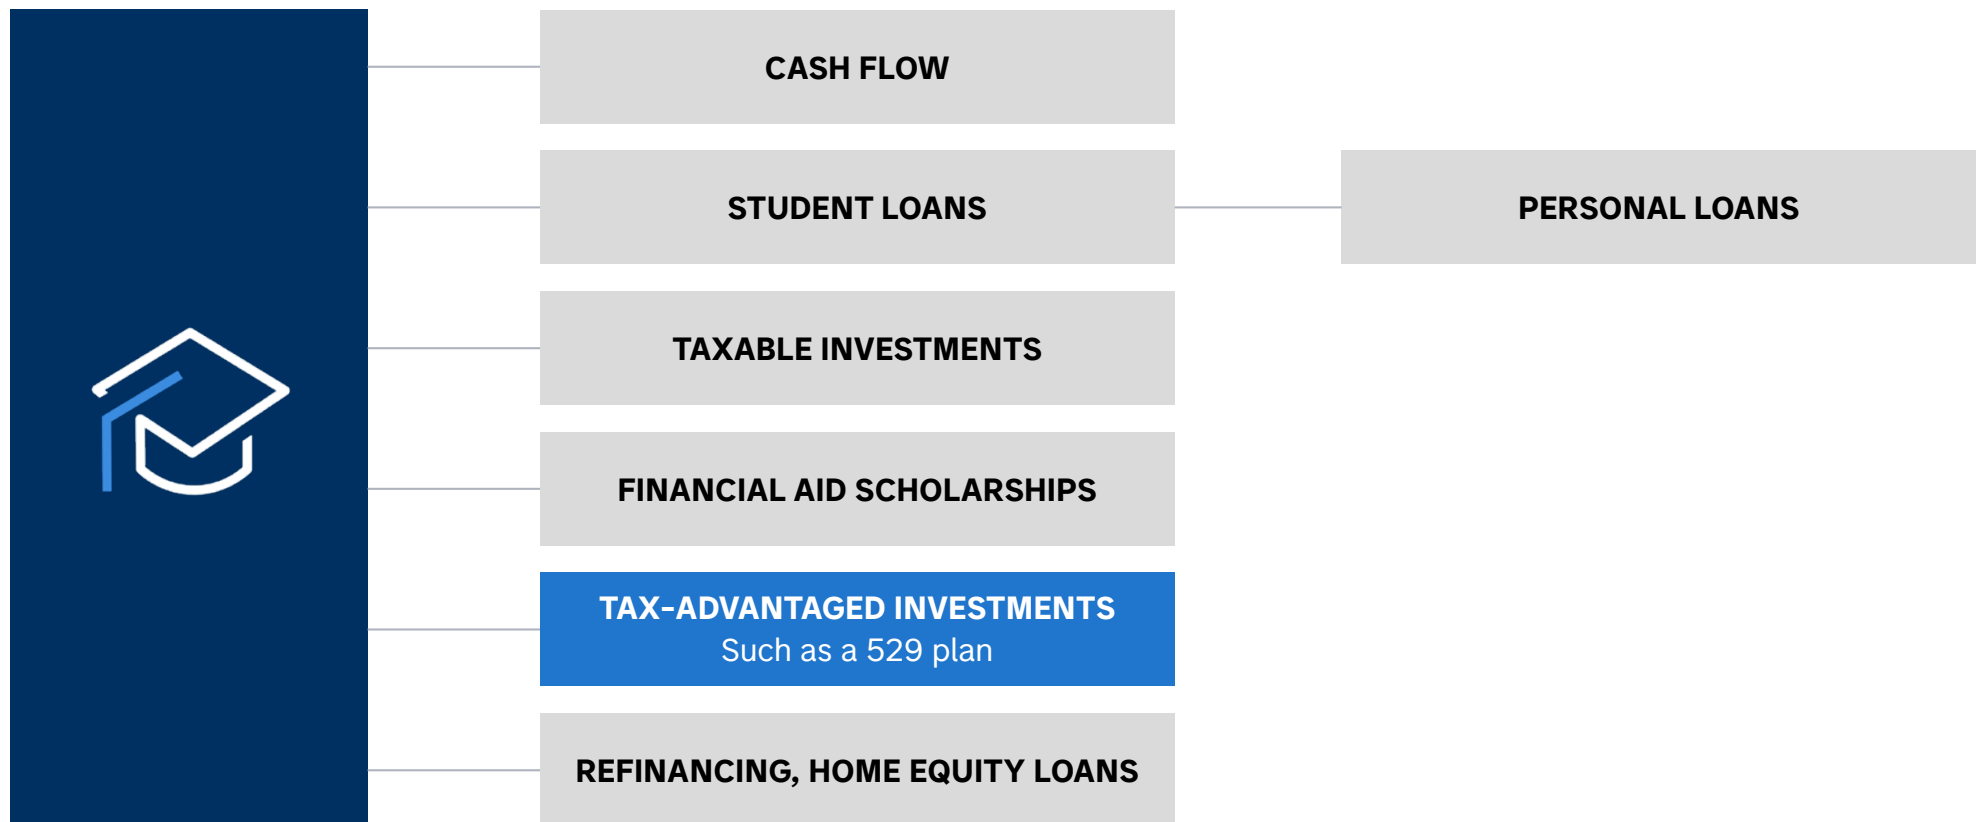 CASH FLOW
STUDENT LOANS
PERSONAL LOANS
TAXABLE INVESTMENTS
FINANCIAL AID SCHOLARSHIPS
TAX-ADVANTAGED INVESTMENTS
Such as a 529 plan
REFINANCING, HOME EQUITY LOANS